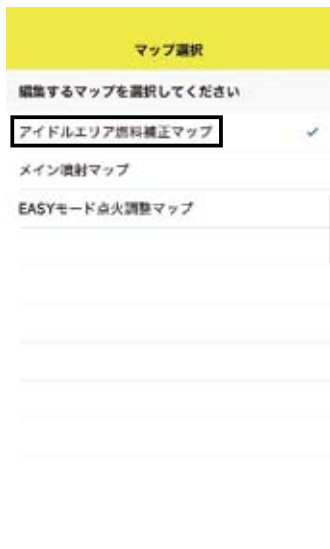 マップ選択
編集するマップを選択してください
アイドルエリア燃料補正マップ
メイン噴射マップ
EASYモード点火調整マップ